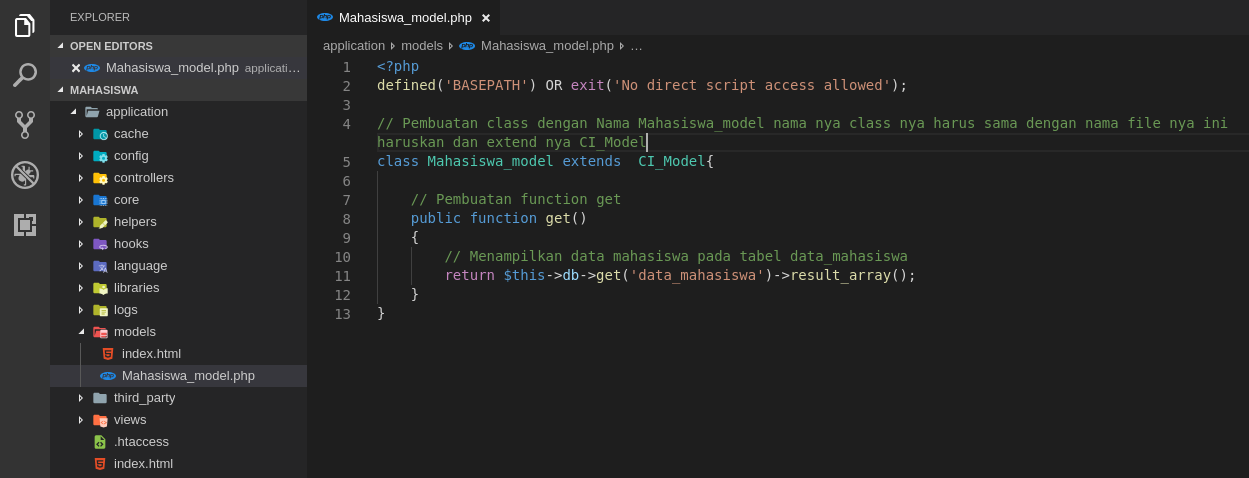 EXPLORER
OPEN EDITORS
Mahasiswa_model.php applicati...
MAHASISWA
application
cache
config
controllers
core
helpers
hooks
language
libraries
logs
models
index.html
Mahasiswa_model.php
third_party
views
.htaccess
index.html
Mahasiswa_model.php
application models Mahasiswa_model.php ...
1 <?php
2 defined('BASEPATH') OR exit('No direct script access allowed');
3
4 // Pembuatan class dengan Nama Mahasiswa_model nama nya class nya harus sama dengan nama file nya ini
haruskan dan extend nya CI_Model
5 class Mahasiswa_model extends  CI_Model{
6
7     // Pembuatan function get
8     public function get()
9     {
10         // Menampilkan data mahasiswa pada tabel data_mahasiswa
11         return $this->db->get('data_mahasiswa')->result_array();
12     }
13 }